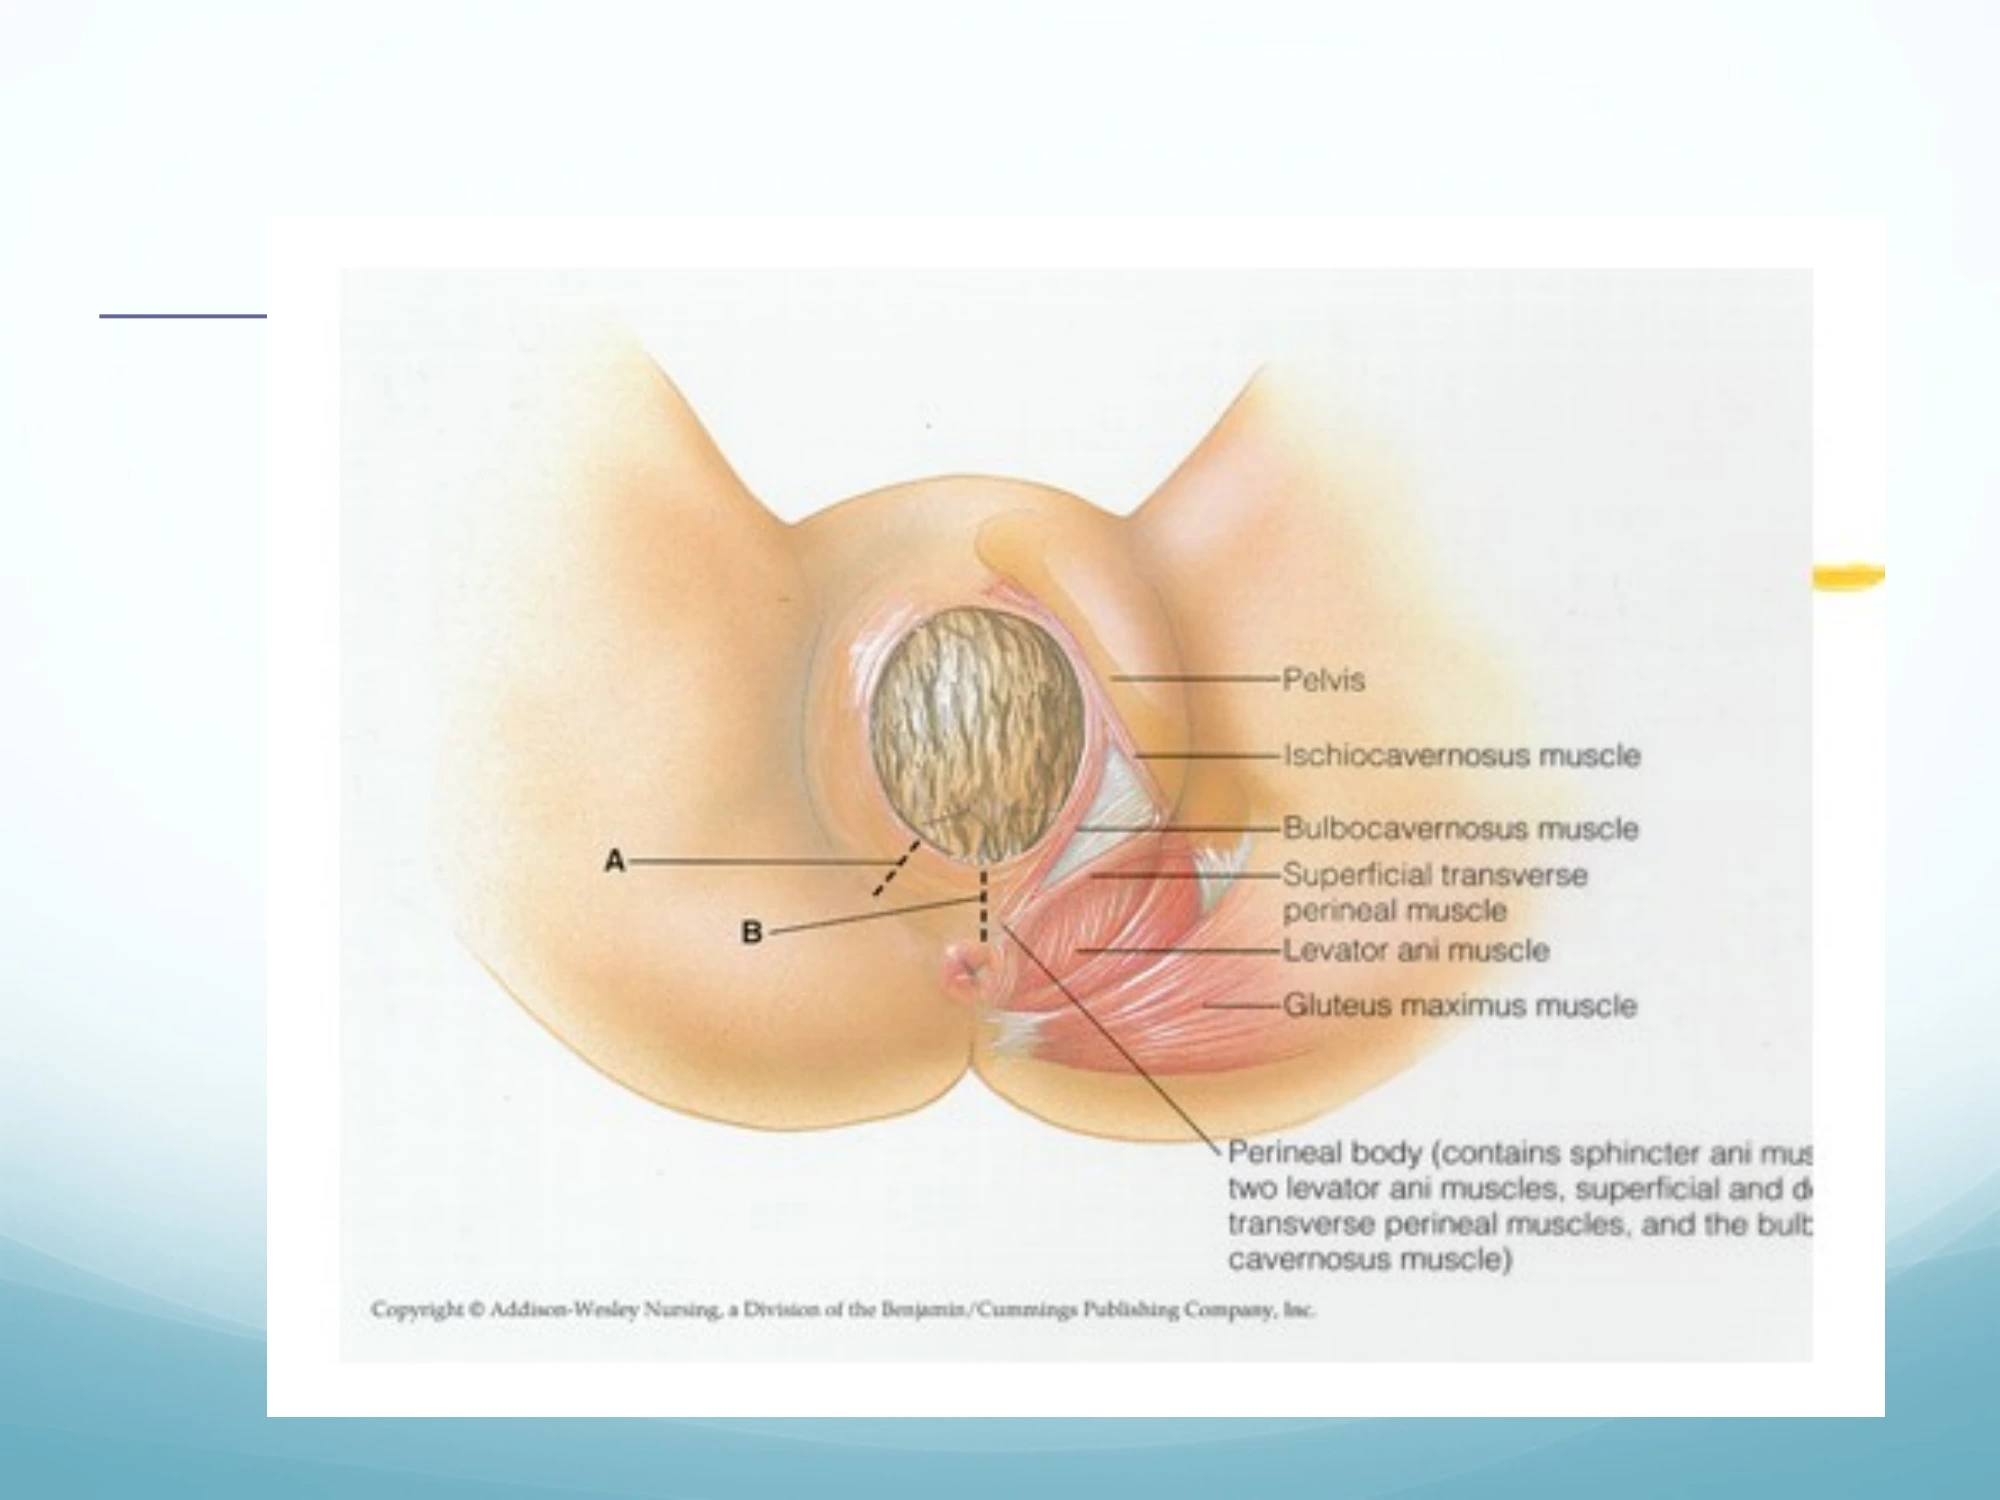 Pelvis
Ischiocavernosus muscle
A
Bulbocavernosus muscle
Superficial transverse
perineal muscle
B
Levator ani muscle
Gluteus maximus muscle
Perineal body (contains sphincter ani
two levator ani muscles, superficial and
transverse perineal muscles, and the
cavernosus muscle)
Copyright © Addison-Wesley Nursing, a Division of the Benjamin/Cummings Publishing Company, Inc.